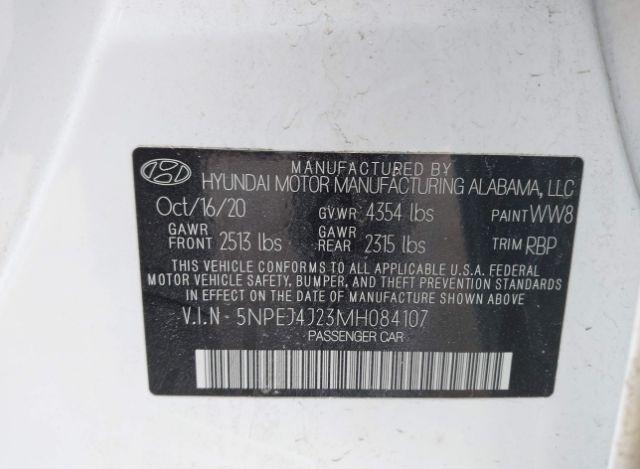 MANUFACTURED BY
HYUNDAI MOTOR MANUFACTURING ALABAMA, LLC
Oct/16/20 GVWR 4354 lbs PAINT WW8
GAWR FRONT 2513 lbs GAWR REAR 2315 lbs TRIM RBP
THIS VEHICLE CONFORMS TO ALL APPLICABLE U.S.A. FEDERAL
MOTOR VEHICLE SAFETY, BUMPER, AND THEFT PREVENTION STANDARDS
IN EFFECT ON THE DATE OF MANUFACTURE SHOWN ABOVE.
V.I.N - 5NPEJ4J23MH084107
PASSENGER CAR